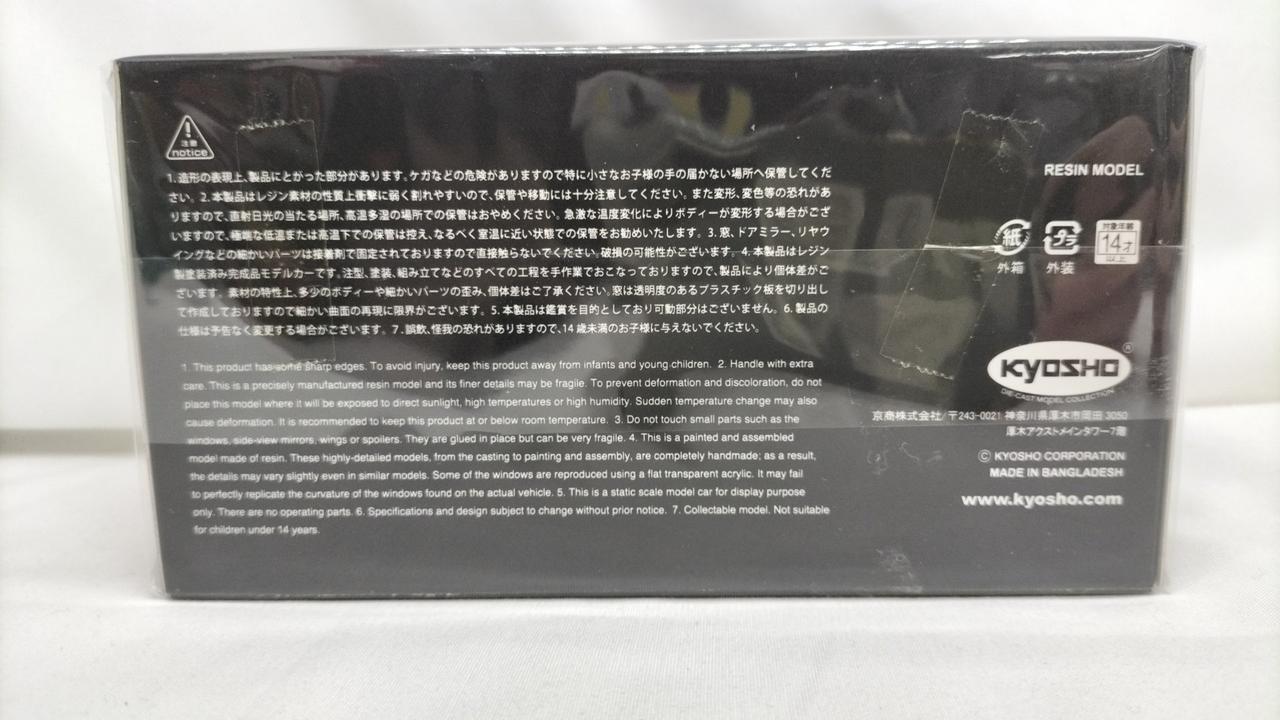 注意
notice
1. 造形の表現上、製品にとがった部分があります。ケガなどの危険がありますので特に小さなお子様の手の届かない場所へ保管してくだ
さい。2. 本製品はレジン素材の性質上衝撃に弱く割れやすいので、保管や移動には十分注意してください。また変形、変色等の恐れがあ
りますので、直射日光の当たる場所、高温多湿の場所での保管はおやめください。急激な温度変化によりボディーが変形する場合がござ
いますので、極端な低温または高温下での保管は控え、なるべく室温に近い状態での保管をお勧めいたします。3. 窓、ドアミラー、リヤウ
イングなどの細かいパーツは接着剤で固定されておりますので直接触らないでください。破損の可能性がございます。4. 本製品はレジン
製塗装済み完成品モデルカーです。注型、塗装、組み立てなどのすべての工程を手作業でおこなっておりますので、製品により個体差がご
ざいます。素材の特性上、多少のボディーや細かいパーツの歪み、個体差はご了承ください。窓は透明度のあるプラスチック板を切り出し
て作成しておりますので細かい曲面の再現に限界がございます。5. 本製品は鑑賞を目的としており可動部分はございません。6. 製品の
仕様は予告なく変更する場合がございます。7. 誤飲、怪我の恐れがありますので、14 歳未満のお子様に与えないでください。
1. This product has some sharp edges. To avoid injury, keep this product away from infants and young children. 2. Handle with extra
care. This is a precisely manufactured resin model and its finer details may be fragile. To prevent deformation and discoloration, do not
place this model where it will be exposed to direct sunlight, high temperatures or high humidity. Sudden temperature change may also
cause deformation. It is recommended to keep this product at or below room temperature. 3. Do not touch small parts such as the
windows, side-view mirrors, wings or spoilers. They are glued in place but can be very fragile. 4. This is a painted and assembled
model made of resin. These highly-detailed models, from the casting to painting and assembly, are completely handmade; as a result,
the details may vary slightly even in similar models. Some of the windows are reproduced using a flat transparent acrylic. It may fail
to perfectly replicate the curvature of the windows found on the actual vehicle. 5. This is a static scale model car for display purpose
only. There are no operating parts. 6. Specifications and design subject to change without prior notice. 7. Collectable model. Not suitable
for children under 14 years.
RESIN MODEL
紙
外箱
プラ
外装
対象年齢
14才
以上
KYOSHO®
DIE-CAST MODEL COLLECTION
京商株式会社/〒243-0021 神奈川県厚木市岡田 3050
厚木アクストメインタワー7階
© KYOSHO CORPORATION
MADE IN BANGLADESH
www.kyosho.com